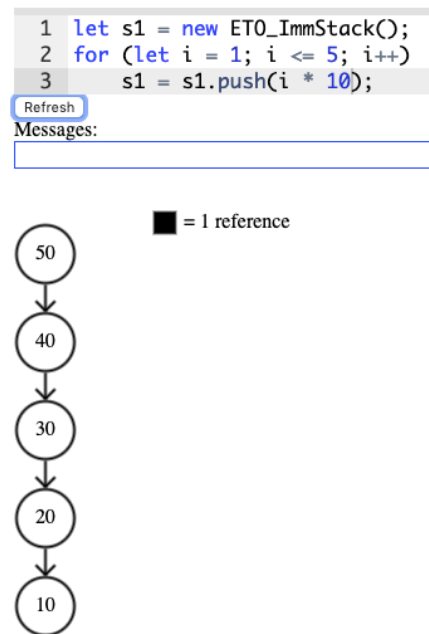 1 let s1 = new ETO_ImmStack();
2 for (let i = 1; i <= 5; i++)
3     s1 = s1.push(i * 10);
Refresh
Messages:
= 1 reference
50
40
30
20
10